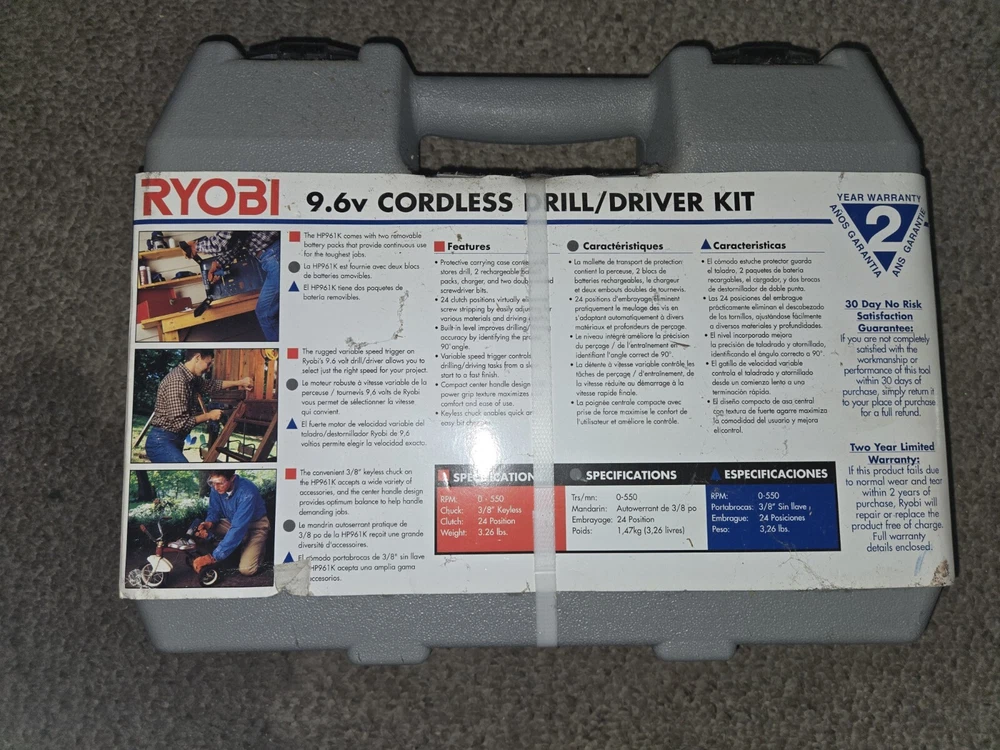 RYOBI 9.6v CORDLESS DRILL/DRIVER KIT
YEAR WARRANTY
2
AÑOS GARANTIA
ANS GARANTIE
The HP961K comes with two removable
battery packs that provide continuous use
for the toughest jobs.
La HP961K est fournie avec deux blocs
de batteries amovibles.
El HP961K tiene dos paquetes de
bateria removibles.
The rugged variable speed trigger on
Ryobi's 9.6 volt drill/driver allows you to
select just the right speed for your project.
Le moteur robuste à vitesse variable de la
perceuse / tournevis 9,6 volts de Ryobi
vous permet de sélectionner la vitesse
qui convient.
El fuerte motor de velocidad variable del
taladro/destornillador Ryobi de 9.6
voltios permite elegir la velocidad exacta.
The convenient 3/8" keyless chuck on
the HP961K accepts a wide variety of
accessories, and the center handle design
provides optimum balance to help handle
demanding jobs.
Le mandrin autoserrant pratique de
3/8 po de la HP961K reçoit une grande
diversité d'accessoires.
El cómodo portabrocas de 3/8" sin llave
HP961K acepta una amplia gama
accesorios.
Features
• Protective carrying case
stores drill, 2 rechargeable
packs, charger, and two
screwdriver bits.
• 24 clutch positions virtually
screw stripping by easily
various materials and driving
• Built in level improves drilling/
accuracy by identifying the
90° angle.
• Variable speed trigger controls
drilling/driving tasks from a
start to a fast finish.
• Compact center handle design
power grip texture maximizes
comfort and ease of use.
• Keyless chuck enables quick
easy bit
Caractéristiques
• La mallette de transport de protection
contient la perceuse, 2 blocs de
batteries rechargeables, le chargeur
et deux embouts doubles de tournevis.
• 24 positions d'embrayage éliminent
pratiquement le meulage des vis en
s'adaptant automatiquement à divers
matériaux et profondeurs de perçage.
• Le niveau intégré améliore la précision
du perçage / de l'entraînement en
identifiant l'angle correct de 90°.
• La détente à vitesse variable contrôle les
tâches de perçage / d'entraînement, de
la vitesse réduite au démarrage à la
vitesse rapide finale.
• La poignée centrale compacte avec
prise de force maximise le confort de
l'utilisateur et améliore le contrôle.
Caracteristicas
• El cómodo estuche protector guarda
el taladro, 2 paquetes de batería
recargables, el cargador, y dos brocas
de destornillador de doble punta.
• Las 24 posiciones del embrague
prácticamente eliminan el descabezado
de los tornillos, ajustándose fácilmente
a diversos materiales y profundidades.
• El nivel incorporado mejora
la precisión de taladrado y atornillado,
identificando el ángulo correcto a 90°.
• El gatillo de velocidad variable
controla el taladrado y atornillado
desde un comienzo lento a una
terminación rápida.
• El diseño compacto de asa central
con textura de fuerte agarre maximiza
la comodidad del usuario y mejora
el control.
SPECIFICATION
RPM: 0 - 550
Chuck: 3/8" Keyless
Clutch: 24 Position
Weight: 3.26 lbs.
SPECIFICATIONS
Trs/mn: 0-550
Mandarin: Autowerrant de 3/8 po
Embrayage: 24 Position
Poids: 1,47kg (3,26 livres)
ESPECIFICACIONES
RPM: 0-550
Portabrocas: 3/8" Sin llave
Embrague: 24 Posiciones
Peso: 3,26 lbs.
30 Day No Risk
Satisfaction
Guarantee:
If you are not completely
satisfied with the
workmanship or
performance of this tool
within 30 days of
purchase, simply return it
to your place of purchase
for a full refund.
Two Year Limited
Warranty:
If this product fails due
to normal wear and tear
within 2 years of
purchase, Ryobi will
repair or replace the
product free of charge.
Full warranty
details enclosed.